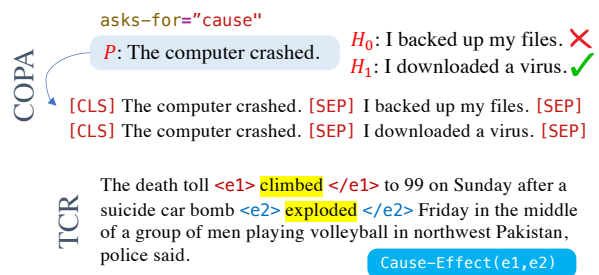 COPA
asks-for="cause"
P: The computer crashed.
H0: I backed up my files.
H1: I downloaded a virus.
[CLS] The computer crashed. [SEP] I backed up my files. [SEP]
[CLS] The computer crashed. [SEP] I downloaded a virus. [SEP]
TCR
The death toll <e1> climbed </e1> to 99 on Sunday after a
suicide car bomb <e2> exploded </e2> Friday in the middle
of a group of men playing volleyball in northwest Pakistan,
police said.
Cause-Effect(e1,e2)